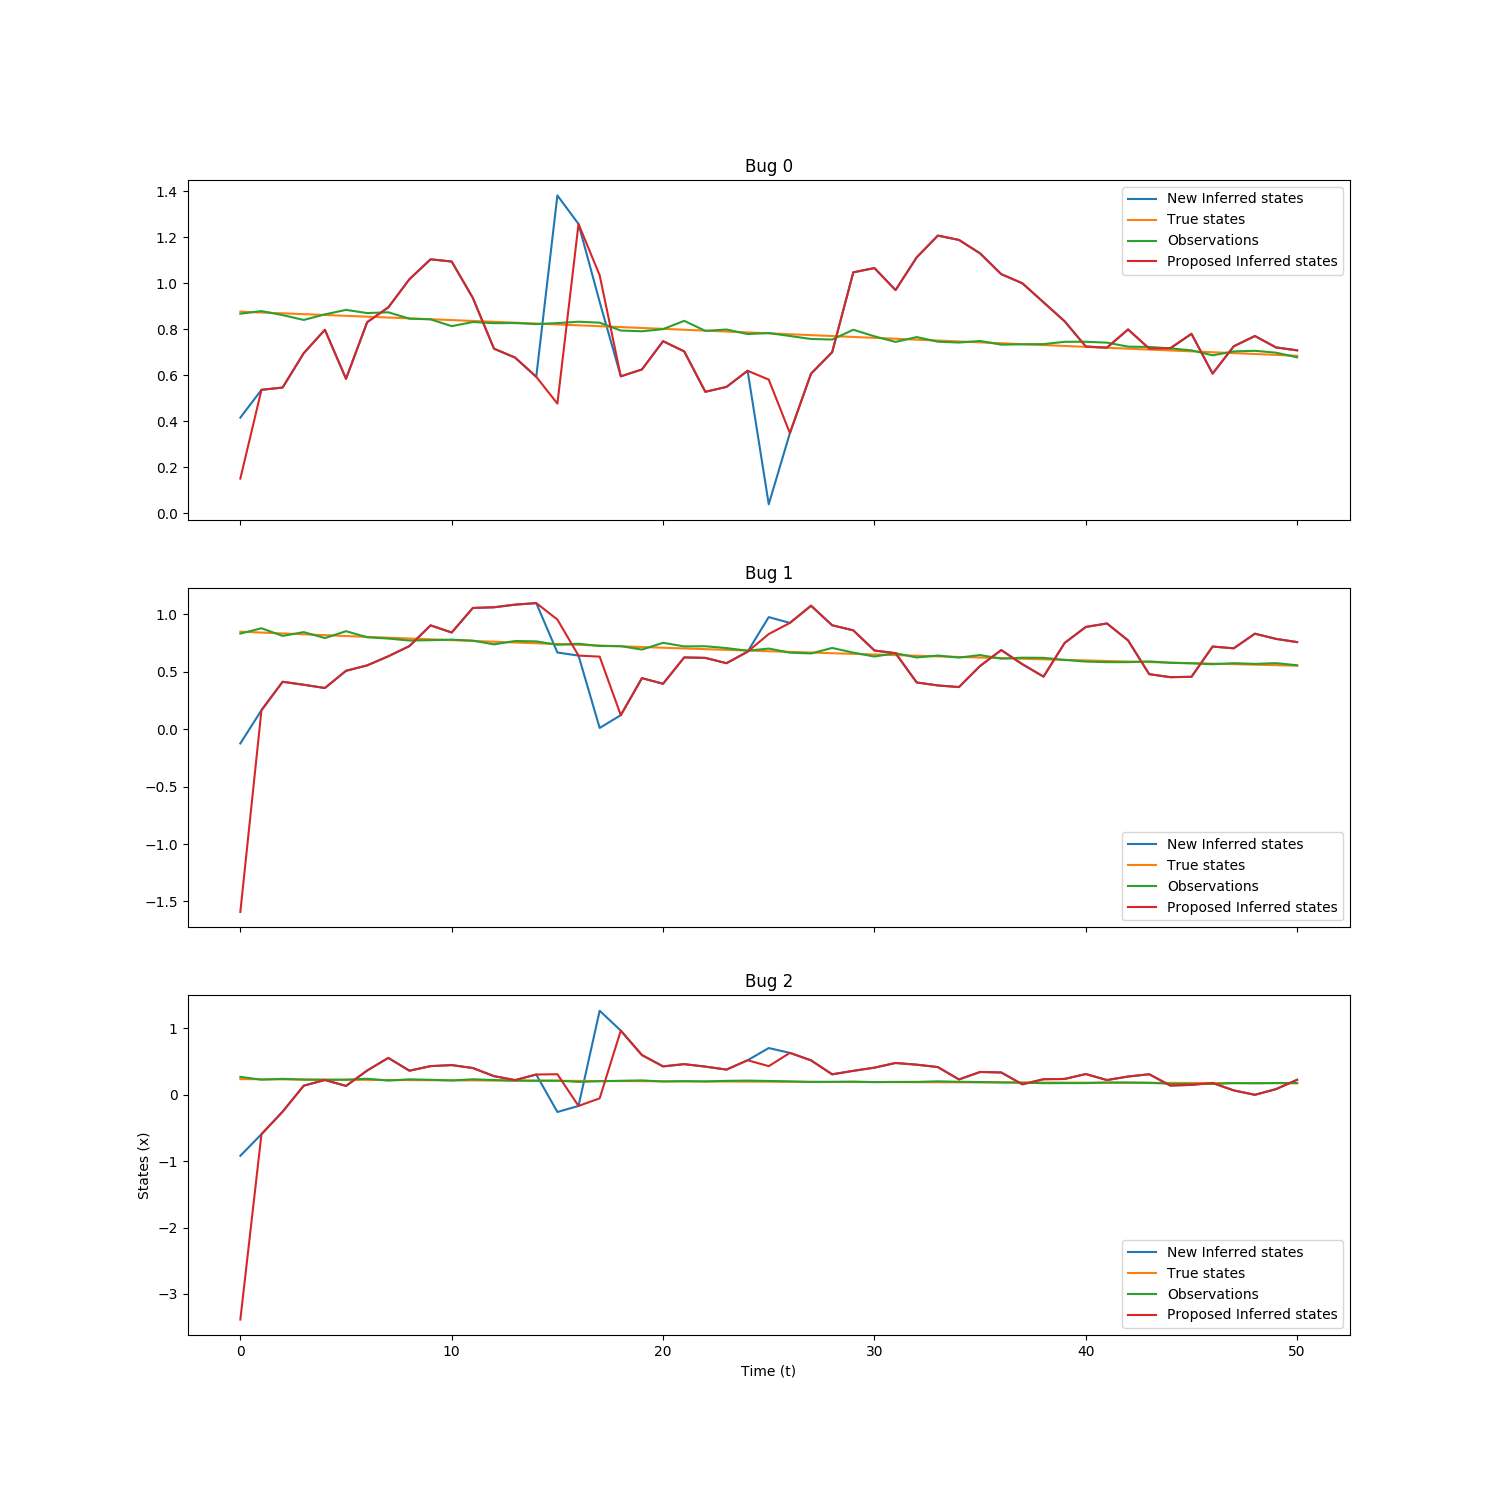 Bug 0
1.4
1.2
1.0
0.8
0.6
0.4
0.2
0.0
New Inferred states
True states
Observations
Proposed Inferred states
Bug 1
1.0
0.5
0.0
−0.5
−1.0
−1.5
New Inferred states
True states
Observations
Proposed Inferred states
Bug 2
1
0
−1
−2
−3
States (x)
New Inferred states
True states
Observations
Proposed Inferred states
0 10 20 30 40 50
Time (t)